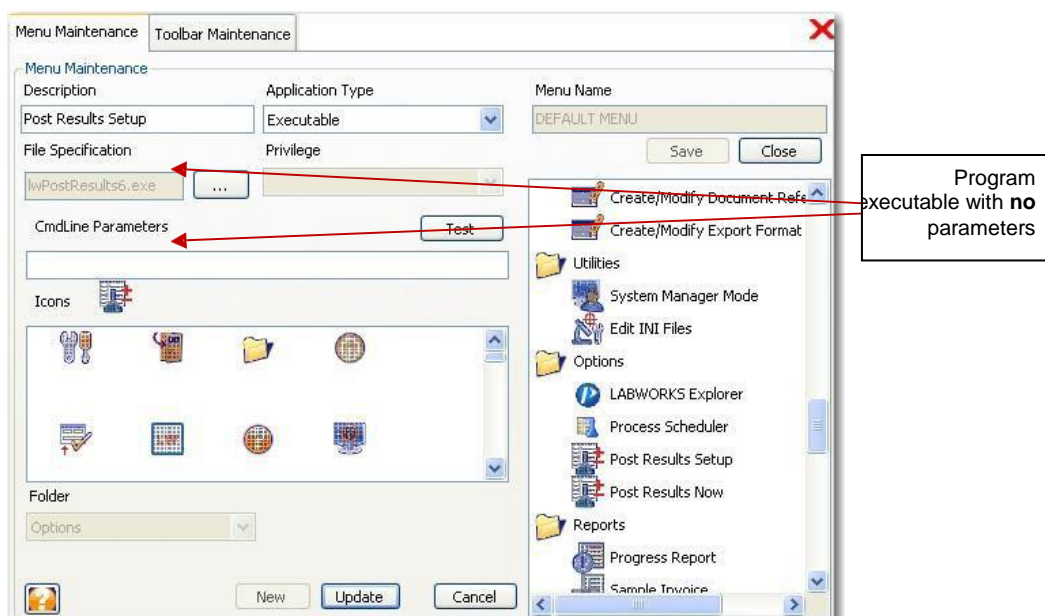 Menu Maintenance
Toolbar Maintenance
Menu Maintenance
Description
Application Type
Menu Name
Post Results Setup
Executable
DEFAULT MENU
File Specification
Privilege
Save
Close
lwPostResults6.exe
...
CmdLine Parameters
Test
Icons
Folder
Options
New
Update
Cancel
Create/Modify Document Refe
Create/Modify Export Format
Utilities
System Manager Mode
Edit INI Files
Options
LABWORKS Explorer
Process Scheduler
Post Results Setup
Post Results Now
Reports
Progress Report
Sample Invoice
Program
executable with no
parameters